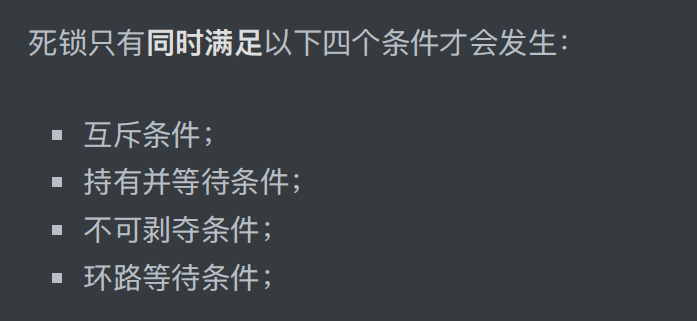 死锁只有同时满足以下四个条件才会发生：
互斥条件；
持有并等待条件；
不可剥夺条件；
环路等待条件；